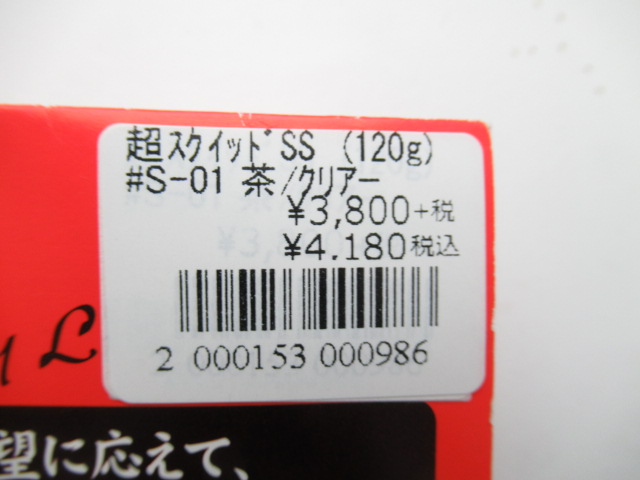 超スクイッドSS (120g)
#S-01 茶/クリアー
¥3,800+税
¥4.180税込
2 000153 000986
L
望に応えて、